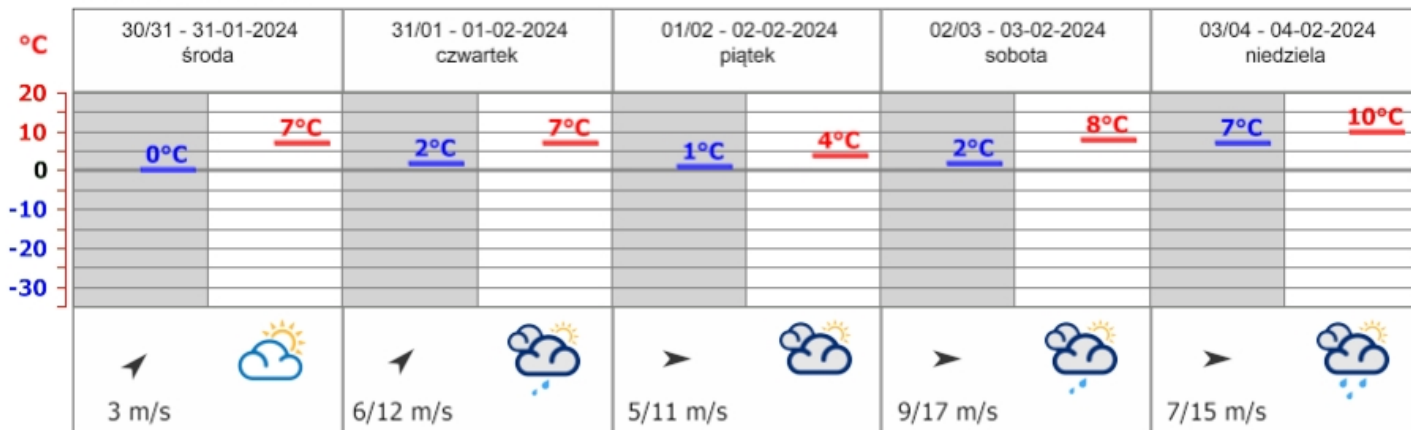 °C
30/31 - 31-01-2024
środa
31/01 - 01-02-2024
czwartek
01/02 - 02-02-2024
piątek
02/03 - 03-02-2024
sobota
03/04 - 04-02-2024
niedziela
20
10
0
-10
-20
-30
0°C
7°C
2°C
7°C
1°C
4°C
2°C
8°C
7°C
10°C
3 m/s
6/12 m/s
5/11 m/s
9/17 m/s
7/15 m/s